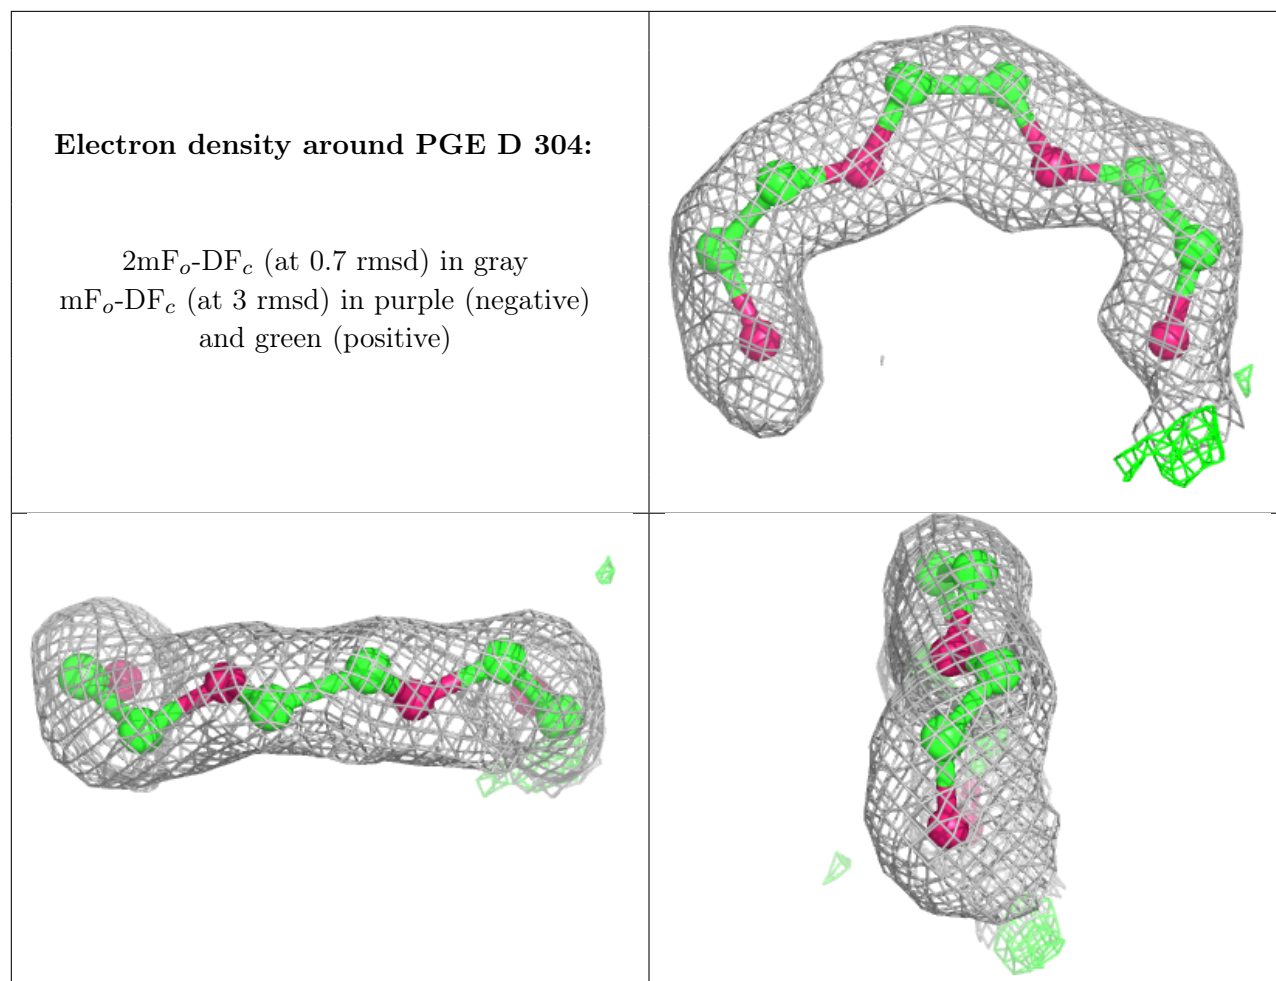 Electron density around PGE D 304:
2mFo-DFc (at 0.7 rmsd) in gray
mFo-DFc (at 3 rmsd) in purple (negative)
and green (positive)